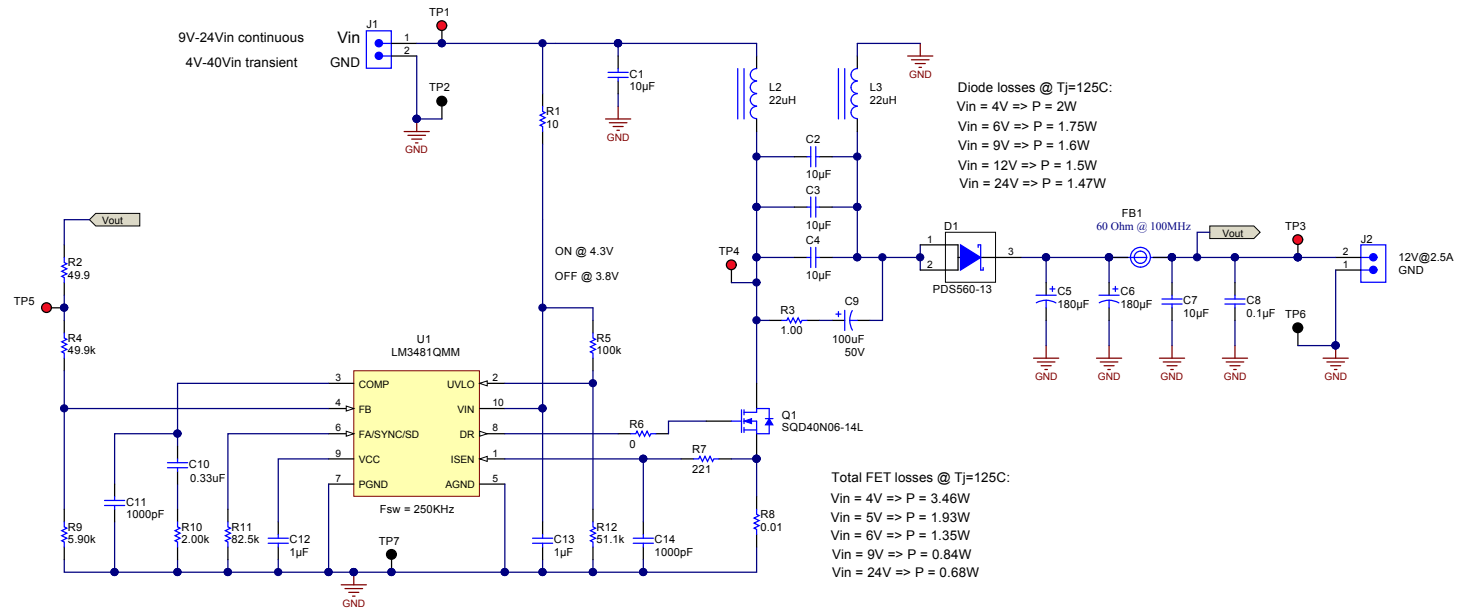 9V-24Vin continuous
4V-40Vin transient
J1
Vin
GND
1
2
TP1
TP2
GND
R1
10
C1
10µF
GND
L2
22uH
L3
22uH
GND
Diode losses @ Tj=125C:
Vin = 4V => P = 2W
Vin = 6V => P = 1.75W
Vin = 9V => P = 1.6W
Vin = 12V => P = 1.5W
Vin = 24V => P = 1.47W
C2
10µF
C3
10µF
C4
10µF
TP4
D1
1
2
3
PDS560-13
FB1
60 Ohm @ 100MHz
Vout
TP3
J2
2
1
12V@2.5A
GND
R3
1.00
C9
+
100uF
50V
C5
+
180µF
GND
C6
+
180µF
GND
C7
10µF
GND
C8
0.1µF
GND
TP6
GND
Vout
R2
49.9
TP5
R4
49.9k
ON @ 4.3V
OFF @ 3.8V
R5
100k
U1
LM3481QMM
3
COMP
UVLO
2
4
FB
VIN
10
6
FA/SYNC/SD
DR
8
9
VCC
ISEN
1
7
PGND
AGND
5
Fsw = 250KHz
R6
0
R7
221
Q1
SQD40N06-14L
R8
0.01
C10
0.33uF
C11
1000pF
R9
5.90k
R10
2.00k
R11
82.5k
C12
1µF
TP7
GND
C13
1µF
R12
51.1k
C14
1000pF
Total FET losses @ Tj=125C:
Vin = 4V => P = 3.46W
Vin = 5V => P = 1.93W
Vin = 6V => P = 1.35W
Vin = 9V => P = 0.84W
Vin = 24V => P = 0.68W